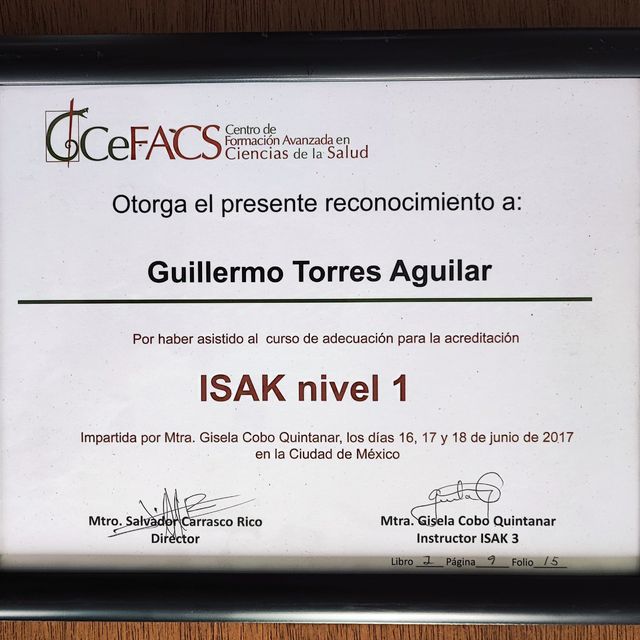 CeFACS
Centro de
Formación Avanzada en
Ciencias de la Salud
Otorga el presente reconocimiento a:
Guillermo Torres Aguilar
Por haber asistido al curso de adecuación para la acreditación
ISAK nivel 1
Impartida por Mtra. Gisela Cobo Quintanar, los días 16, 17 y 18 de junio de 2017
en la Ciudad de México
Mtro. Salvador Carrasco Rico
Director
Mtra. Gisela Cobo Quintanar
Instructor ISAK 3
Libro 1 Página 9 Folio 15